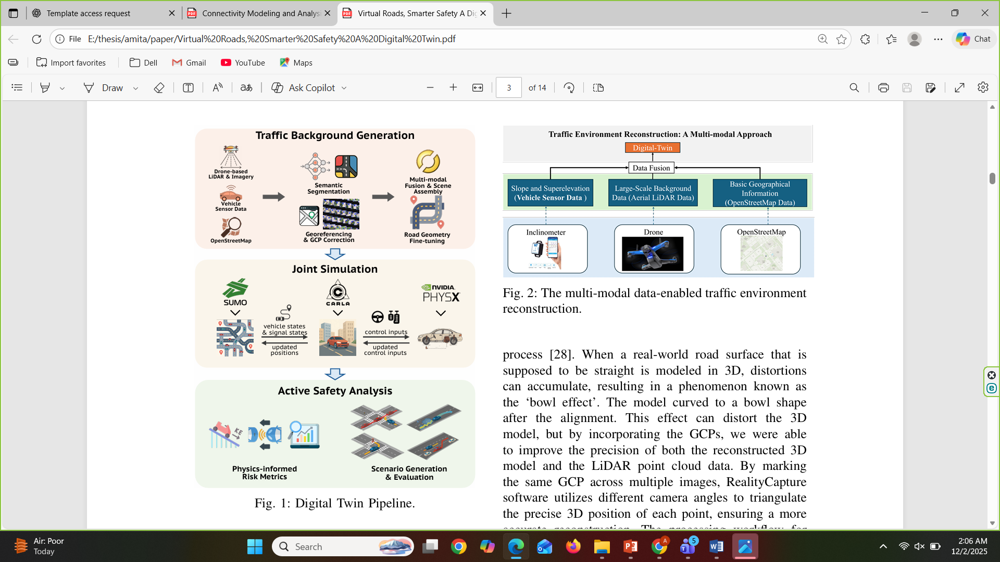 Template access request
Connectivity Modeling and Analysi
Virtual Roads, Smarter Safety A Dig
File
E:/thesis/amita/paper/Virtual%20Roads,%20Smarter%20Safety%20A%20Digital%20Twin.pdf
Chat
Import favorites
Dell
Gmail
YouTube
Maps
Draw
Ask Copilot
3
of 14
Traffic Background Generation
Drone-based
LiDAR & Imagery
Vehicle
Sensor Data
OpenStreetMap
Semantic
Segmentation
Georeferencing
& GCP Correction
Multi-modal
Fusion & Scene
Assembly
Road Geometry
Fine-tuning
Joint Simulation
SUMO
CARLA
NVIDIA.
PHYSX
vehicle states
& signal states
updated
positions
control inputs
updated
control inputs
Active Safety Analysis
KE
Physics-informed
Risk Metrics
Scenario Generation
& Evaluation
Fig. 1: Digital Twin Pipeline.
Traffic Environment Reconstruction: A Multi-modal Approach
Digital-Twin
Data Fusion
Slope and Superelevation
(Vehicle Sensor Data )
Large-Scale Background
Data (Aerial LiDAR Data)
Basic Geographical
Information
(OpenStreetMap Data)
Inclinometer
Drone
OpenStreetMap
Fig. 2: The multi-modal data-enabled traffic environment
reconstruction.
process [28]. When a real-world road surface that is
supposed to be straight is modeled in 3D, distortions
can accumulate, resulting in a phenomenon known as
the ‘bowl effect’. The model curved to a bowl shape
after the alignment. This effect can distort the 3D
model, but by incorporating the GCPs, we were able
to improve the precision of both the reconstructed 3D
model and the LiDAR point cloud data. By marking
the same GCP across multiple images, RealityCapture
software utilizes different camera angles to triangulate
the precise 3D position of each point, ensuring a more
accurate reconstruction. The processing workflow for
Air: Poor
Today
Search
5
2:06 AM
12/2/2025